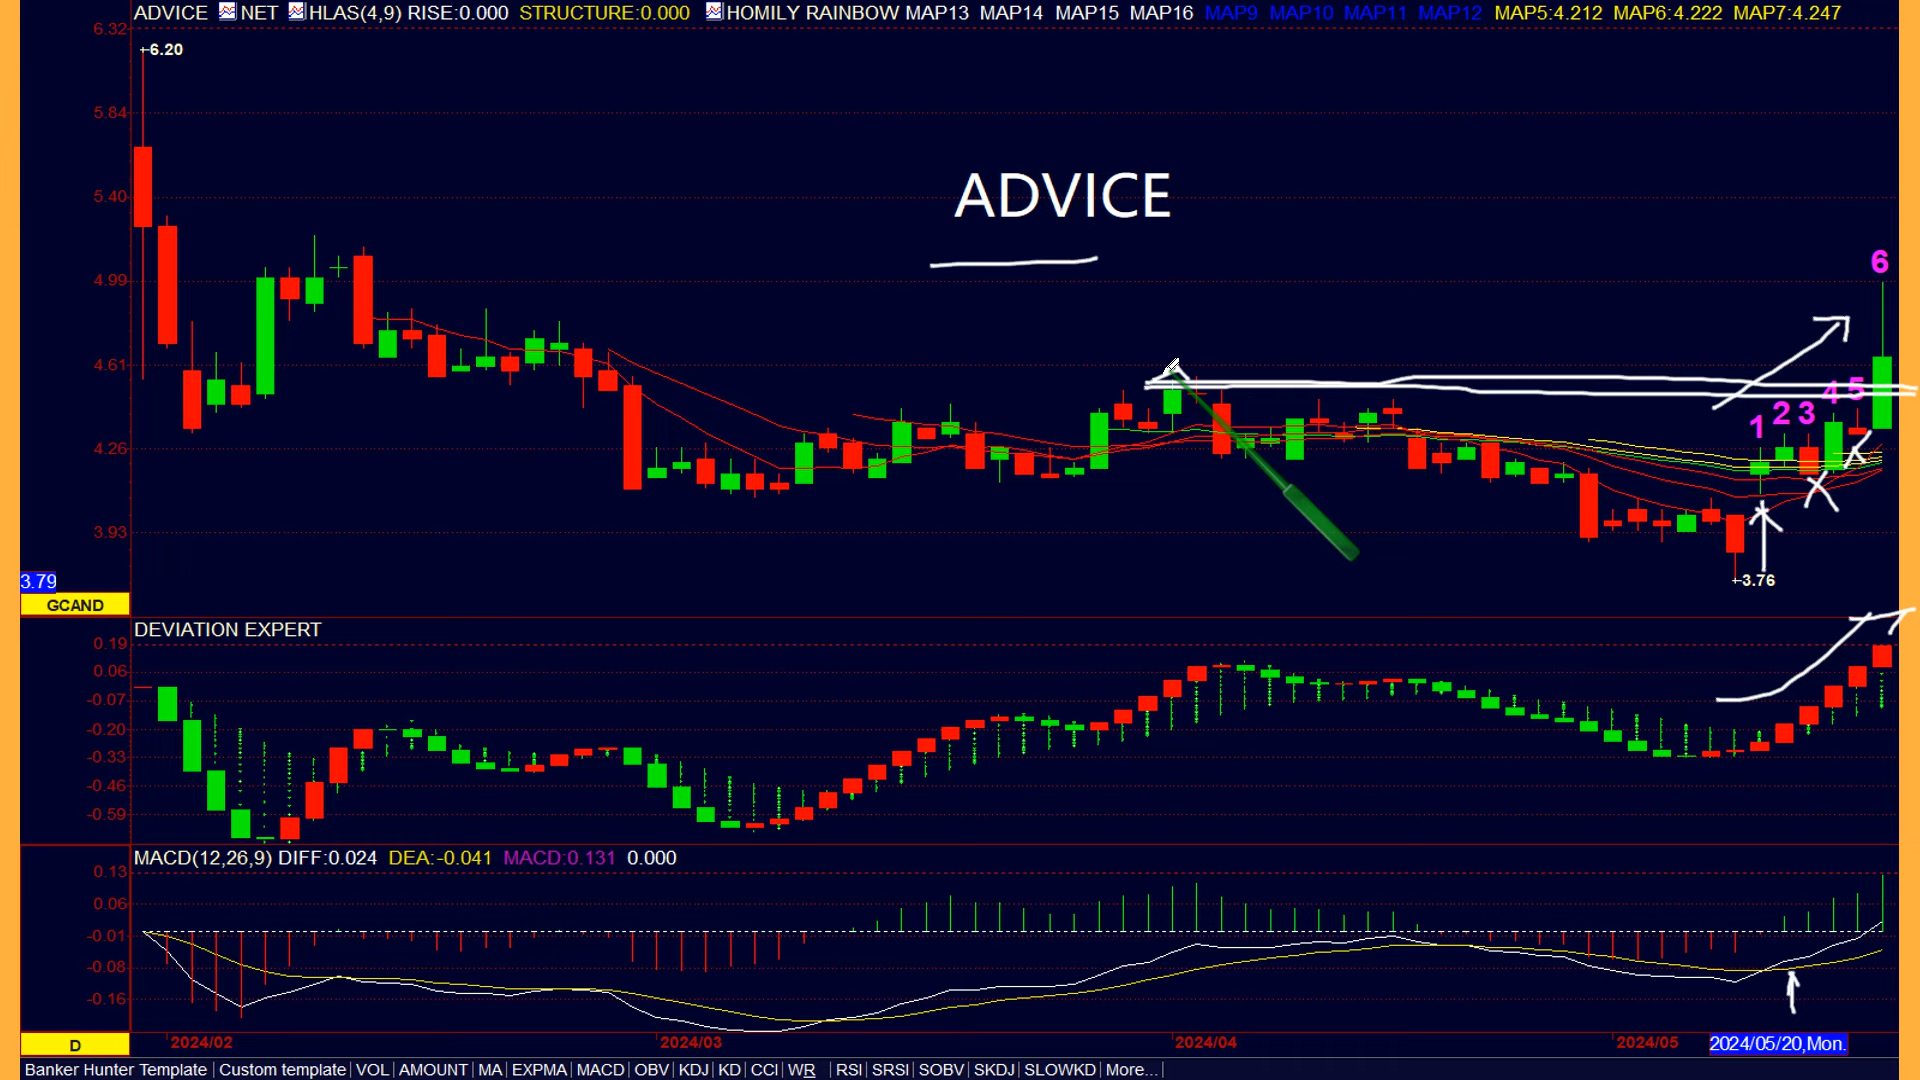 ADVICE NET HLAS(4,9) RISE:0.000 STRUCTURE:0.000 HOMILY RAINBOW MAP13 MAP14 MAP15 MAP16 MAP9 MAP10 MAP11 MAP12 MAP5:4.212 MAP6:4.222 MAP7:4.247
6.32
6.20
5.84
ADVICE
5.40
6
4.99
4.61
1 2 3 4 5
4.26
3.93
3.79
3.76
GCAND
DEVIATION EXPERT
0.19
0.06
-0.07
-0.20
-0.33
-0.46
-0.59
MACD(12,26,9) DIFF:0.024 DEA:-0.041 MACD:0.131 0.000
0.13
0.06
-0.01
-0.08
-0.16
D 2024/02 2024/03 2024/04 2024/05 2024/05/20,Mon.
Banker Hunter Template Custom template VOL AMOUNT MA EXPMA MACD OBV KDJ KD CCI WR RSI SRSI SOBV SKDJ SLOWKD More...